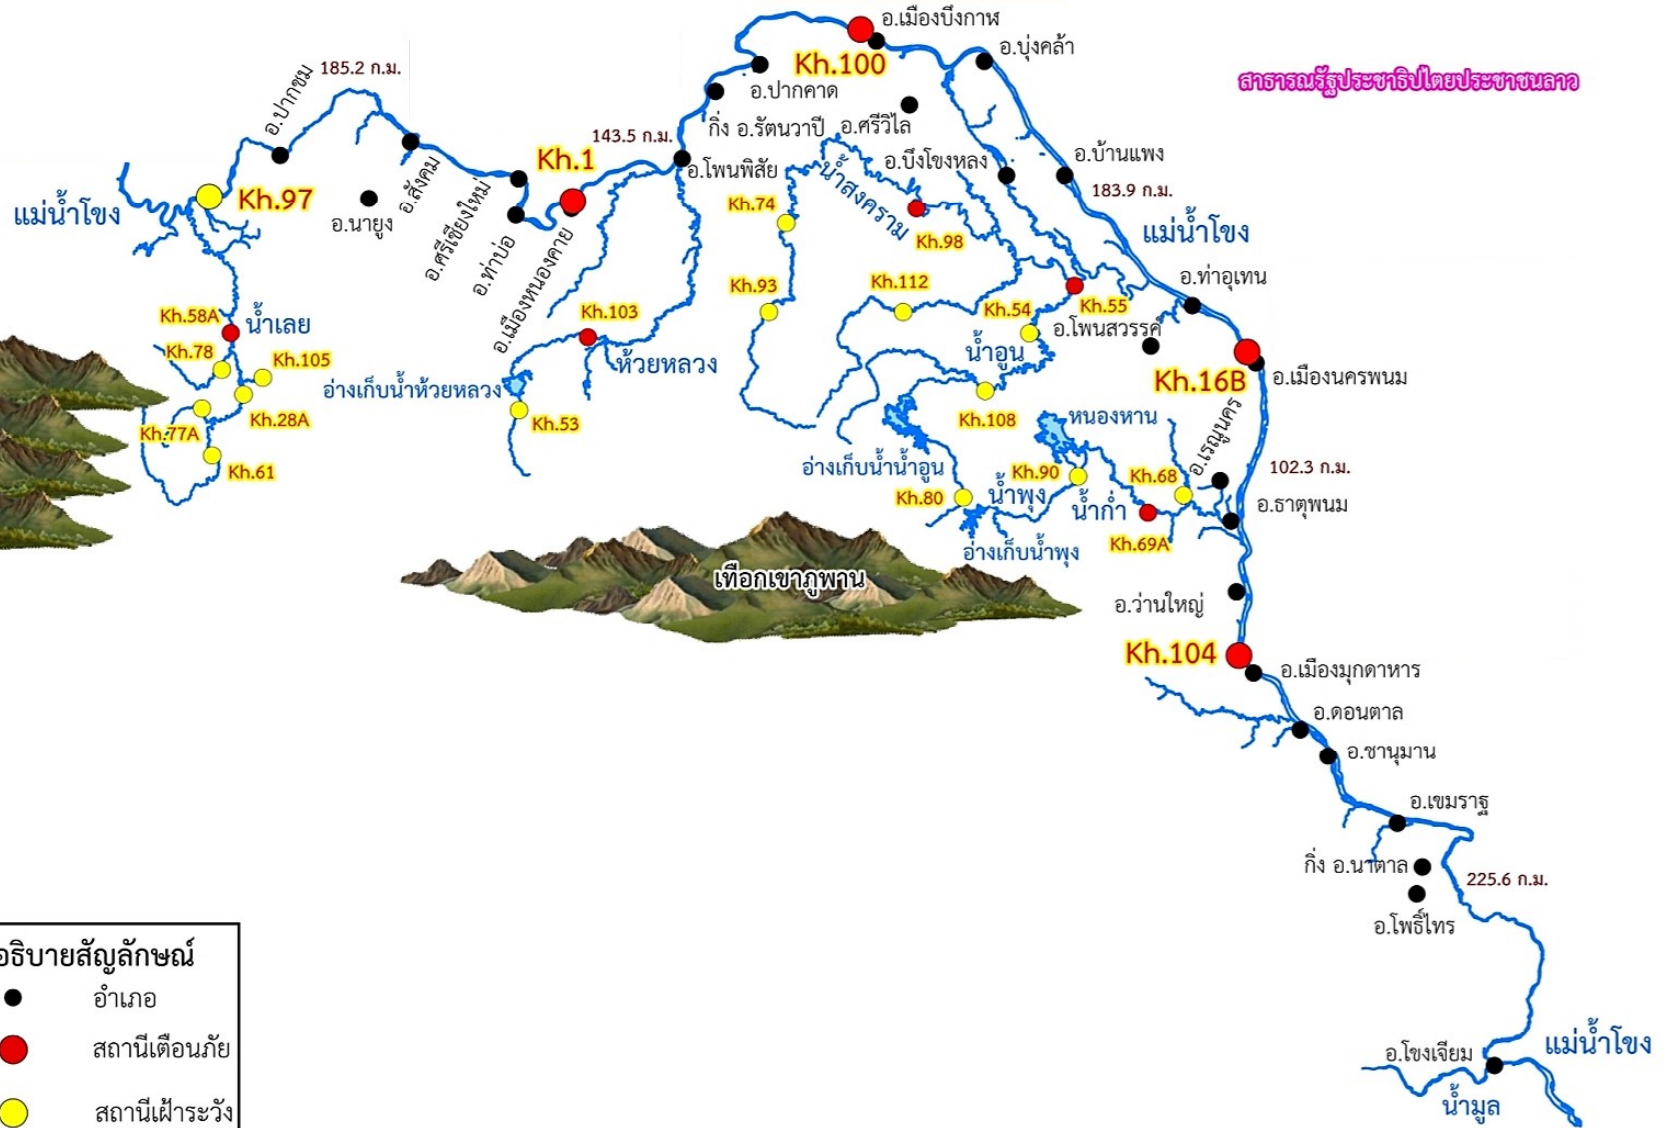 อ.เมืองบึงกาฬ
Kh.100
อ.บุ่งคล้า
สาธารณรัฐประชาธิปไตยประชาชนลาว
185.2 ก.ม.
อ.ปากชม
อ.ปากคาด
กิ่ง อ.รัตนวาปี
อ.ศรีวิไล
143.5 ก.ม.
Kh.1
อ.โพนพิสัย
อ.บึงโขงหลง
อ.บ้านแพง
183.9 ก.ม.
แม่น้ำโขง
Kh.97
อ.นายูง
อ.สังคม
อ.ศรีเชียงใหม่
อ.ท่าบ่อ
อ.เมืองหนองคาย
Kh.74
น้ำสงคราม
Kh.98
แม่น้ำโขง
อ.ท่าอุเทน
Kh.93
Kh.112
Kh.54
Kh.55
Kh.58A
น้ำเลย
Kh.103
อ.โพนสวรรค์
Kh.78
Kh.105
ห้วยหลวง
น้ำอูน
Kh.16B
อ.เมืองนครพนม
อ่างเก็บน้ำห้วยหลวง
Kh.28A
Kh.77A
Kh.53
Kh.108
หนองหาน
อ.เรณูนคร
Kh.61
อ่างเก็บน้ำน้ำอูน
Kh.90
Kh.68
102.3 ก.ม.
Kh.80
น้ำพุง
น้ำก่ำ
อ.ธาตุพนม
Kh.69A
อ่างเก็บน้ำพุง
เทือกเขาภูพาน
อ.ว่านใหญ่
Kh.104
อ.เมืองมุกดาหาร
อ.ดอนตาล
อ.ชานุมาน
อ.เขมราฐ
กิ่ง อ.นาตาล
225.6 ก.ม.
อ.โพธิ์ไทร
อธิบายสัญลักษณ์
อำเภอ
สถานีเตือนภัย
สถานีเฝ้าระวัง
อ.โขงเจียม
แม่น้ำโขง
น้ำมูล